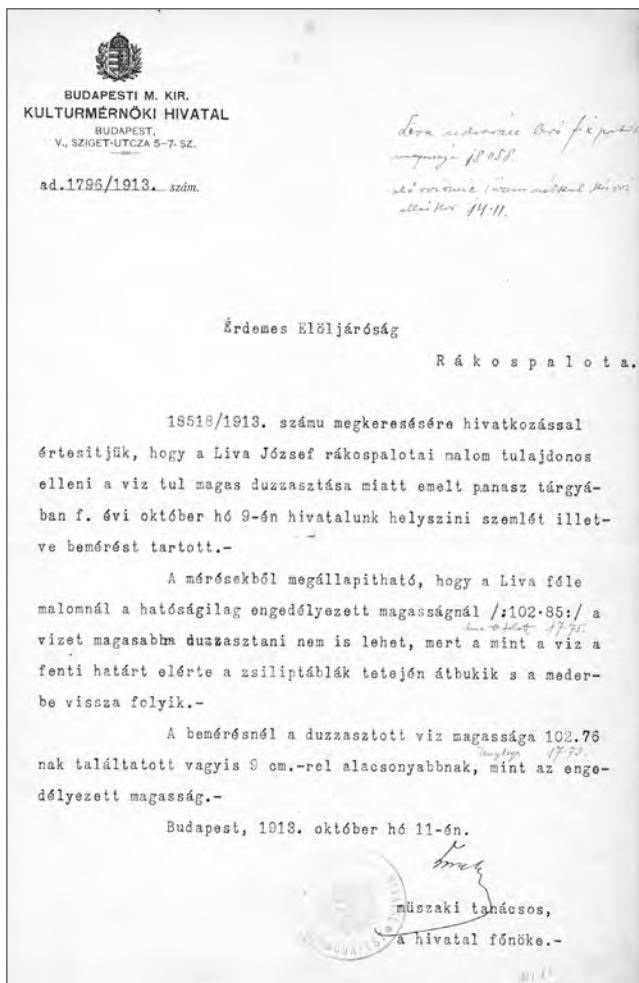 BUDAPESTI M. KIR.
KULTURMÉRNÖKI HIVATAL
BUDAPEST,
V., SZIGET-UTCZA 5-7. SZ.
ad.1796/1913. szám.
18.058.
14.11.
Érdemes Elöljáróság
Rákospalota.
18518/1913. számu megkeresésére hivatkozással
értesitjük, hogy a Liva József rákospalotai malom tulajdonos
elleni a viz tul magas duzzasztása miatt emelt panasz tárgyá-
ban f. évi október hó 9-én hivatalunk helyszini szemlét illet-
ve bemérést tartott.-
A mérésekből megállapitható, hogy a Liva féle
malomnál a hatóságilag engedélyezett magasságnál /:102·85:/ a
vizet magasabbra duzzasztani nem is lehet, mert a mint a viz a
fenti határt elérte a zsiliptáblák tetején átbukik s a meder-
be vissza folyik.-
A bemérésnél a duzzasztott viz magassága 102.76
nak találtatott vagyis 9 cm.-rel alacsonyabbnak, mint az enge-
délyezett magasság.-
Budapest, 1913. október hó 11-én.
müszaki tanácsos,
a hivatal főnöke.-